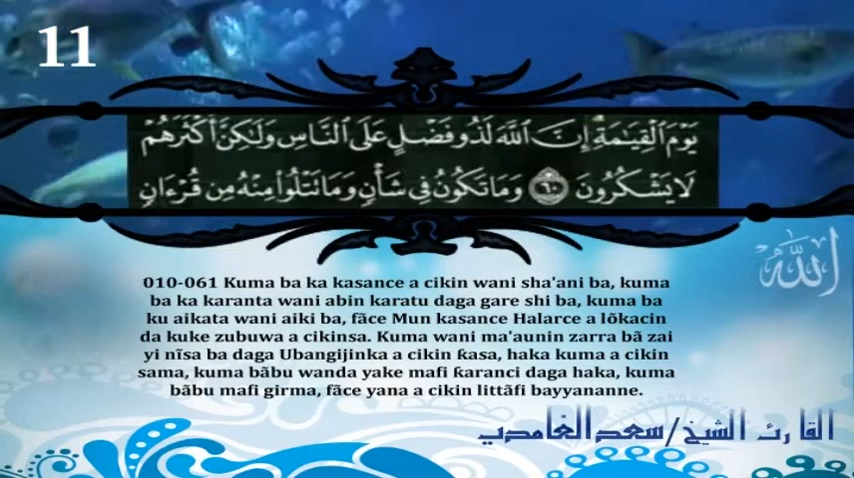 11
يَوْمَ ٱلْقِيَـٰمَةِ إِنَّ ٱللَّهَ لَذُو فَضْلٍ عَلَى ٱلنَّاسِ وَلَـٰكِنَّ أَكْثَرَهُمْ
لَا يَشْكُرُونَ ٦٠ وَمَا تَكُونُ فِى شَأْنٍ وَمَا تَتْلُوا۟ مِنْهُ مِن قُرْءَانٍ
الله
010-061 Kuma ba ka kasance a cikin wani sha'ani ba, kuma
ba ka karanta wani abin karatu daga gare shi ba, kuma ba
ku aikata wani aiki ba, fãce Mun kasance Halarce a lõkacin
da kuke zubuwa a cikinsa. Kuma wani ma'aunin zarra bã zai
yi nĩsa ba daga Ubangijinka a cikin ƙasa, haka kuma a cikin
sama, kuma bãbu wanda yake mafi ƙaranci daga haka, kuma
bãbu mafi girma, fãce yana a cikin littãfi bayyananne.
القارئ الشيخ/سعد الغامدي